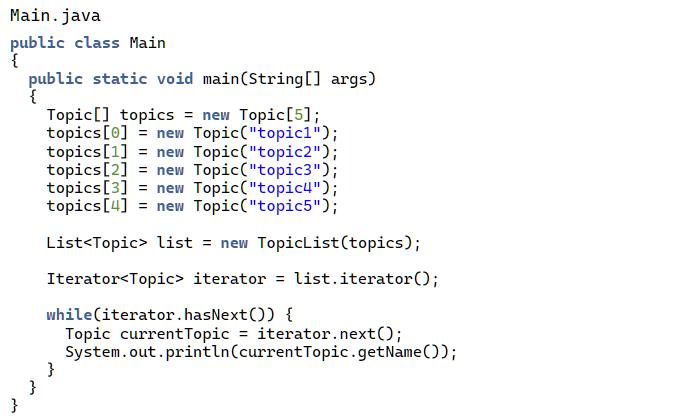 Main.java
public class Main
{
  public static void main(String[] args)
  {
    Topic[] topics = new Topic[5];
    topics[0] = new Topic("topic1");
    topics[1] = new Topic("topic2");
    topics[2] = new Topic("topic3");
    topics[3] = new Topic("topic4");
    topics[4] = new Topic("topic5");

    List<Topic> list = new TopicList(topics);

    Iterator<Topic> iterator = list.iterator();

    while(iterator.hasNext()) {
      Topic currentTopic = iterator.next();
      System.out.println(currentTopic.getName());
    }
  }
}